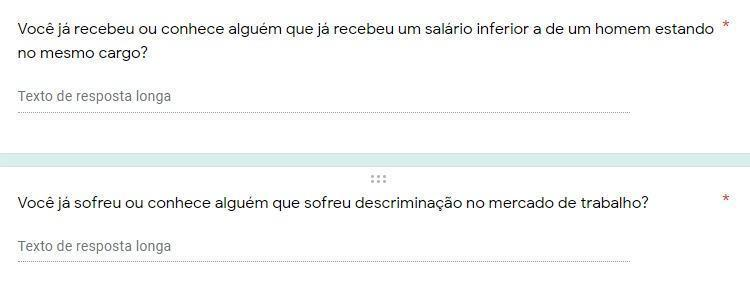 Você já recebeu ou conhece alguém que já recebeu um salário inferior a de um homem estando *
no mesmo cargo?
Texto de resposta longa
Você já sofreu ou conhece alguém que sofreu descriminação no mercado de trabalho? *
Texto de resposta longa